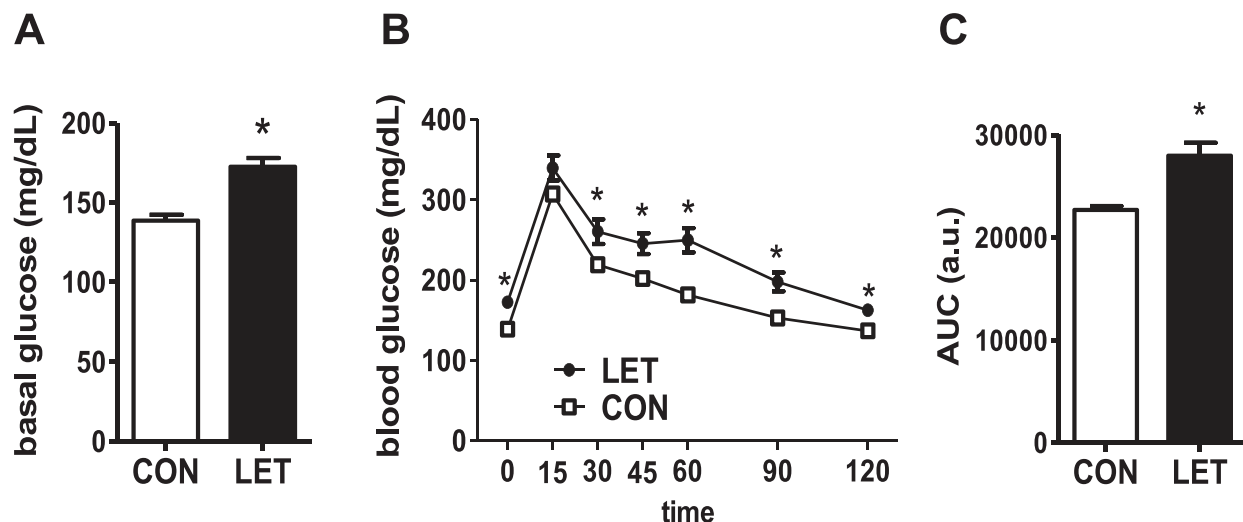 A
basal glucose (mg/dL)
200
150
100
50
0
*
CON LET
B
blood glucose (mg/dL)
400
300
200
100
0
*
*
*
*
*
*
LET
CON
0 15 30 45 60 90 120
time
C
AUC (a.u.)
30000
20000
10000
0
*
CON LET